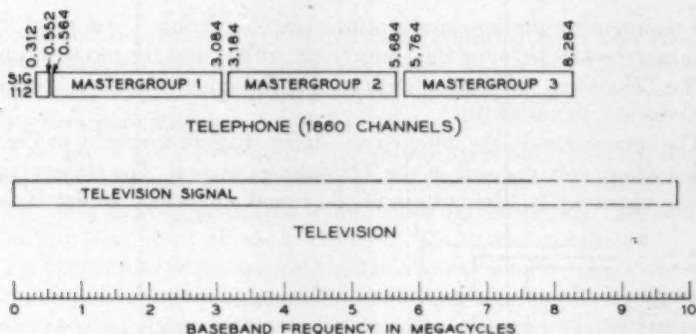 0.312
0.552
0.564
3.084
3.184
5.684
5.764
8.284
SIG
112
MASTERGROUP 1
MASTERGROUP 2
MASTERGROUP 3
TELEPHONE (1860 CHANNELS)
TELEVISION SIGNAL
TELEVISION
0 1 2 3 4 5 6 7 8 9 10
BASEBAND FREQUENCY IN MEGACYCLES